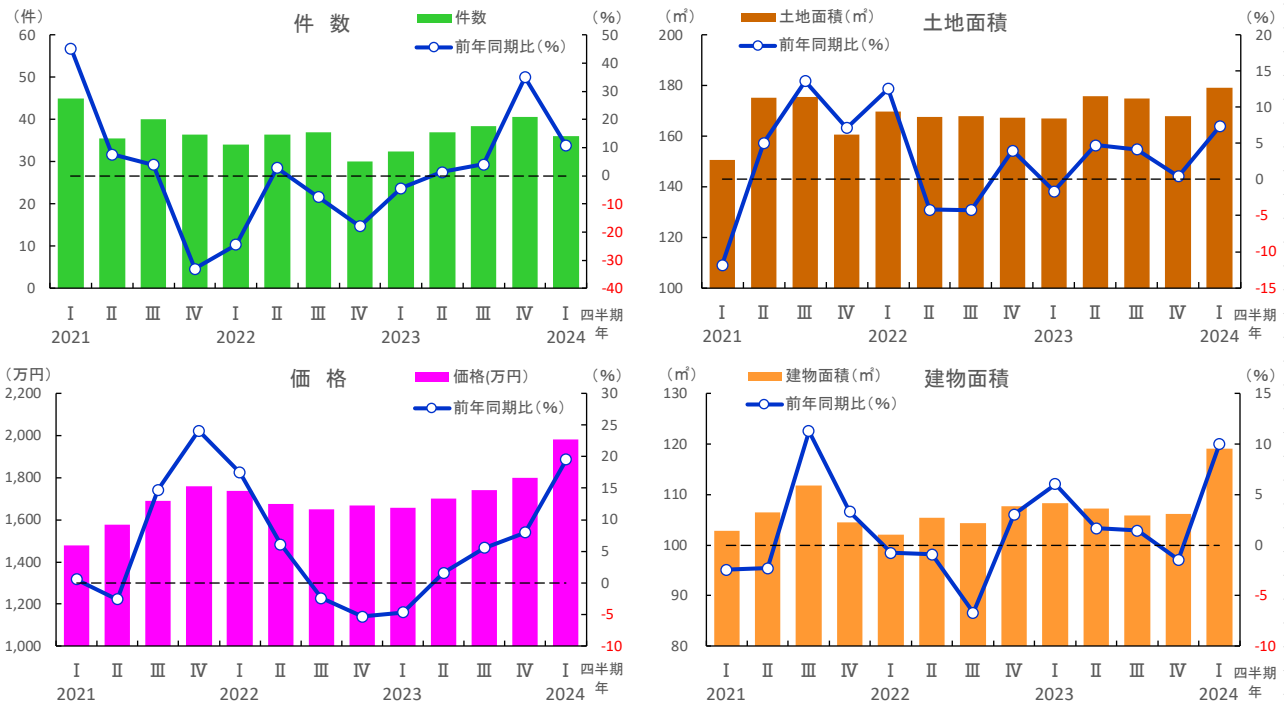 (件)
件 数
件数
前年同期比(%)
(%)
60
50
40
30
20
10
0
50
40
30
20
10
0
-10
-20
-30
-40
Ⅰ Ⅱ Ⅲ Ⅳ Ⅰ Ⅱ Ⅲ Ⅳ Ⅰ Ⅱ Ⅲ Ⅳ Ⅰ 四半期
2021 2022 2023 2024 年
(㎡)
土地面積(㎡)
前年同期比(%)
土地面積
(%)
200
180
160
140
120
100
20
15
10
5
0
-5
-10
-15
Ⅰ Ⅱ Ⅲ Ⅳ Ⅰ Ⅱ Ⅲ Ⅳ Ⅰ Ⅱ Ⅲ Ⅳ Ⅰ 四半期
2021 2022 2023 2024 年
(万円)
価 格
価格(万円)
前年同期比(%)
(%)
2,200
2,000
1,800
1,600
1,400
1,200
1,000
30
25
20
15
10
5
0
-5
-10
Ⅰ Ⅱ Ⅲ Ⅳ Ⅰ Ⅱ Ⅲ Ⅳ Ⅰ Ⅱ Ⅲ Ⅳ Ⅰ 四半期
2021 2022 2023 2024 年
(㎡)
建物面積(㎡)
前年同期比(%)
建物面積
(%)
130
120
110
100
90
80
15
10
5
0
-5
-10
Ⅰ Ⅱ Ⅲ Ⅳ Ⅰ Ⅱ Ⅲ Ⅳ Ⅰ Ⅱ Ⅲ Ⅳ Ⅰ 四半期
2021 2022 2023 2024 年